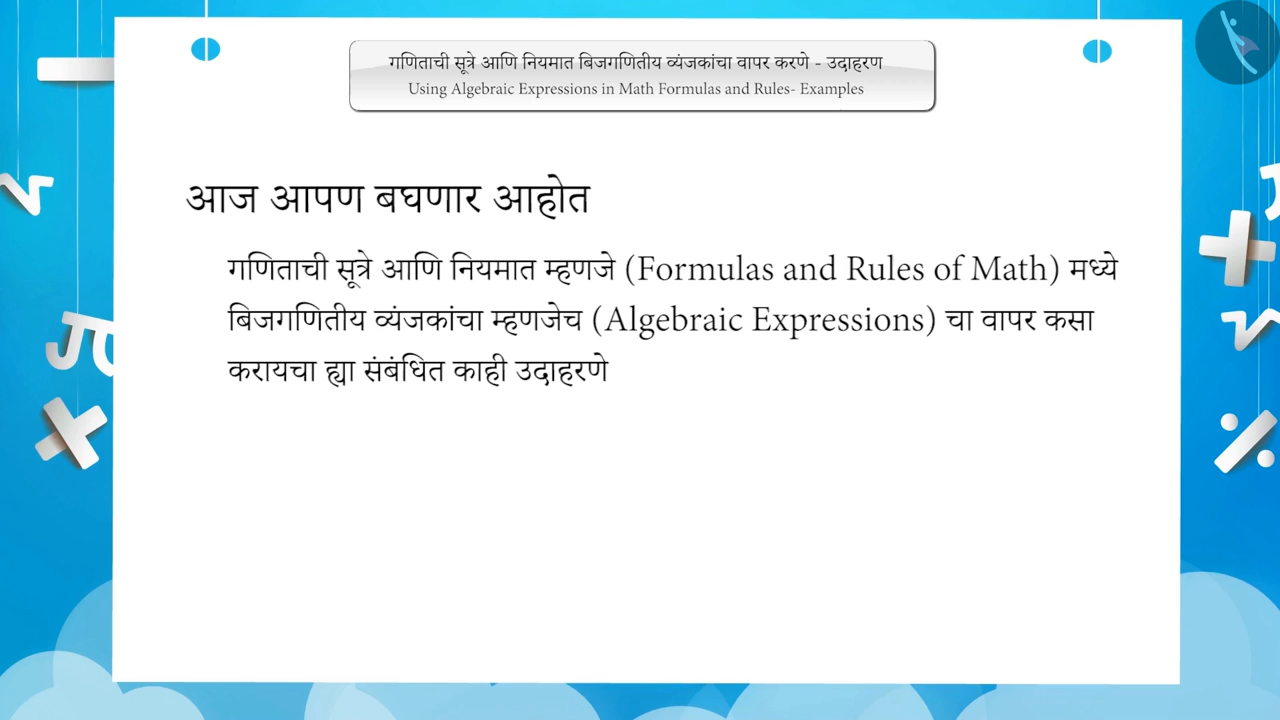 गणिताची सूत्रे आणि नियमात बिजगणितीय व्यंजकांचा वापर करणे - उदाहरण
Using Algebraic Expressions in Math Formulas and Rules- Examples
आज आपण बघणार आहोत
गणिताची सूत्रे आणि नियमात म्हणजे (Formulas and Rules of Math) मध्ये
बिजगणितीय व्यंजकांचा म्हणजेच (Algebraic Expressions) चा वापर कसा
करायचा ह्या संबंधित काही उदाहरणे